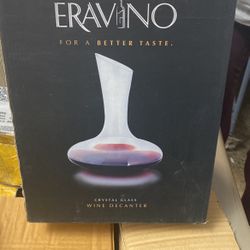 ERAVINO
FOR A BETTER TASTE.
CRYSTAL GLASS
WINE DECANTER